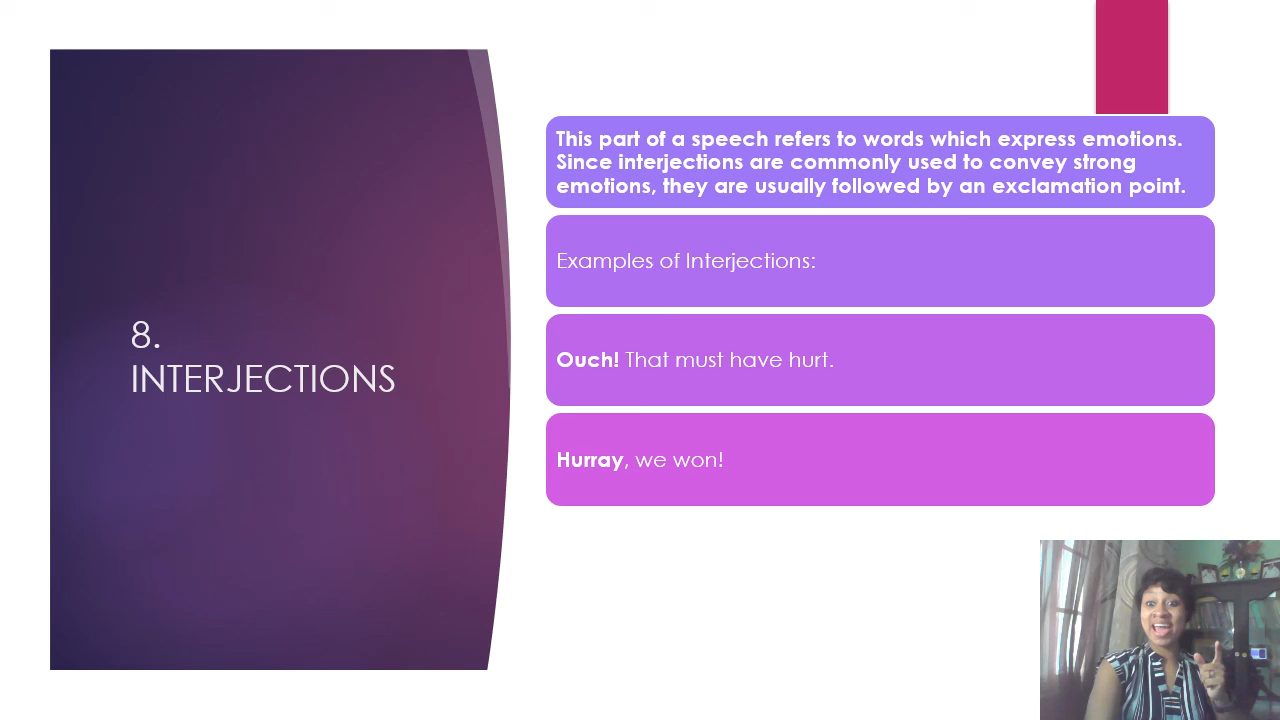 8.
INTERJECTIONS
This part of a speech refers to words which express emotions.
Since interjections are commonly used to convey strong
emotions, they are usually followed by an exclamation point.
Examples of Interjections:
Ouch! That must have hurt.
Hurray, we won!